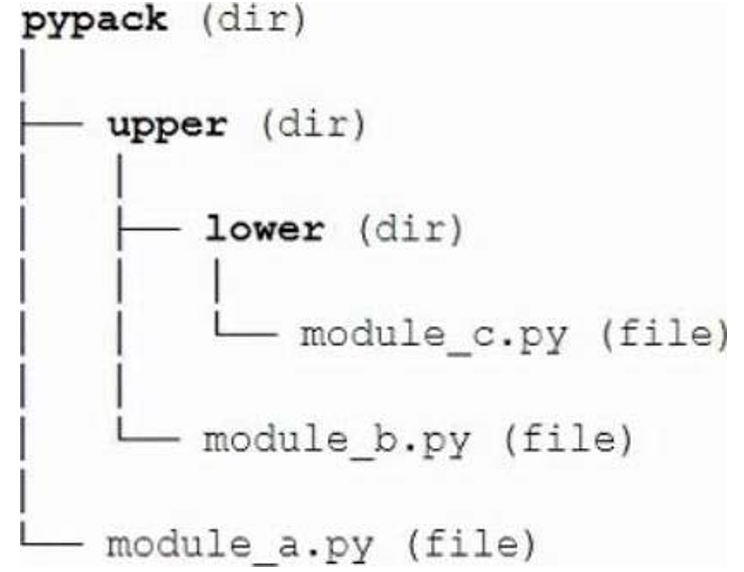 pypack (dir)
upper (dir)
lower (dir)
module_c.py (file)
module_b.py (file)
module_a.py (file)